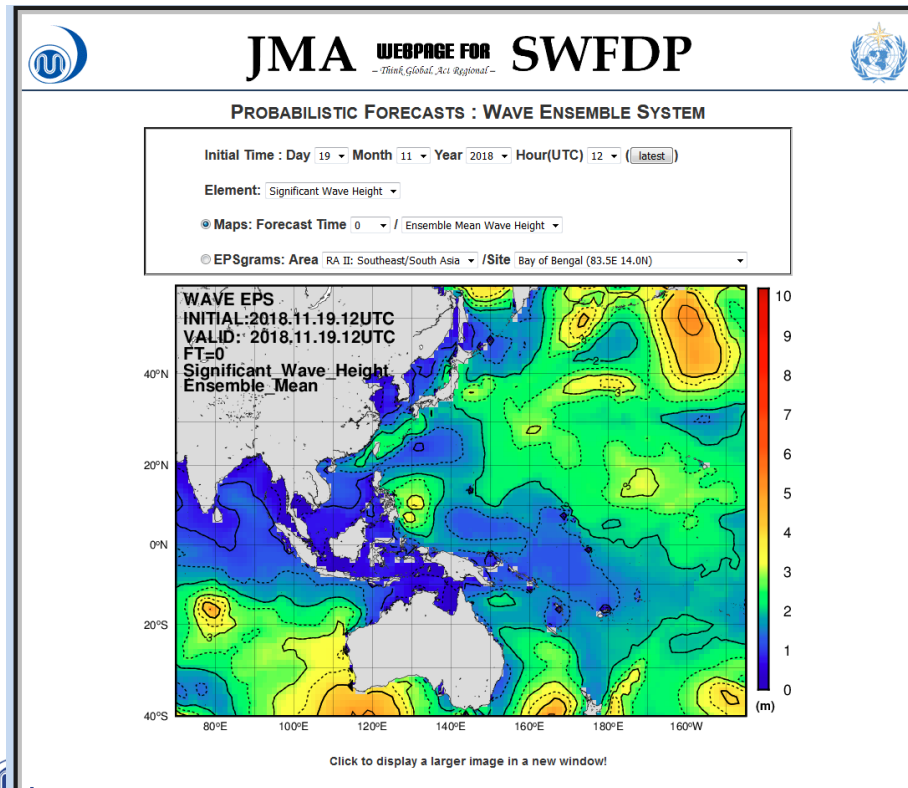 JMA WEBPAGE FOR SWFDP
– Think Global, Act Regional –
PROBABILISTIC FORECASTS : WAVE ENSEMBLE SYSTEM
Initial Time : Day 19 Month 11 Year 2018 Hour(UTC) 12 ( latest )
Element: Significant Wave Height
Maps: Forecast Time 0 / Ensemble Mean Wave Height
EPSgrams: Area RA II: Southeast/South Asia /Site Bay of Bengal (83.5E 14.0N)
WAVE EPS
INITIAL:2018.11.19.12UTC
VALID: 2018.11.19.12UTC
FT=0
Significant_Wave_Height
Ensemble_Mean
40°N
20°N
0°N
20°S
40°S
80°E 100°E 120°E 140°E 160°E 180°E 160°W
10
9
8
7
6
5
4
3
2
1
0
(m)
Click to display a larger image in a new window!